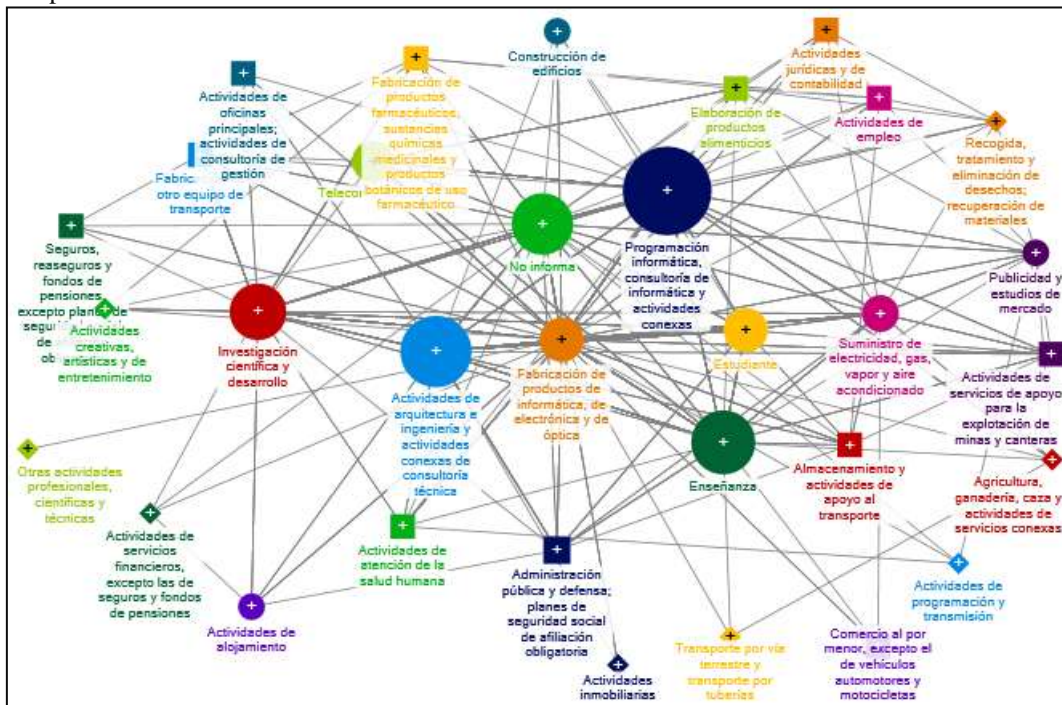 Construcción de
edificios
Actividades
jurídicas y de
contabilidad
Actividades de
oficinas
principales;
actividades de
consultoría de
gestión
Fabricación de
productos
farmacéuticos,
sustancias
químicas
medicinales y
productos
botánicos de uso
farmacéutico
Elaboración de
productos
alimenticios
Actividades
de empleo
Recogida,
tratamiento y
eliminación de
desechos;
recuperación de
materiales
otro equipo de
transporte
Seguros,
reaseguros y
fondos de
pensiones,
excepto planes de
Actividades
creativas,
artísticas y de
entretenimiento
No informa
Programación
informática,
consultoría de
informática y
actividades
conexas
Publicidad y
estudios de
mercado
Investigación
científica y
desarrollo
Estudiante
Suministro de
electricidad, gas,
vapor y aire
acondicionado
Actividades de
arquitectura e
ingeniería y
actividades
conexas de
consultoría
técnica
Fabricación de
productos de
informática, de
electrónica y de
óptica
Actividades de
servicios de apoyo
para la
explotación de
minas y canteras
Otras actividades
profesionales,
científicas y
técnicas
Enseñanza
Almacenamiento y
actividades de
apoyo al
transporte
Agricultura,
ganadería, caza y
actividades de
servicios conexas
Actividades de
servicios
financieros,
excepto las de
seguros y fondos
de pensiones
Actividades de
atención de la
salud humana
Administración
pública y defensa;
planes de
seguridad social
de afiliación
obligatoria
Actividades de
programación y
transmisión
Actividades de
alojamiento
Actividades
inmobiliarias
Transporte por vía
terrestre y
transporte por
tuberías
Comercio al por
menor, excepto el
de vehículos
automotores y
motocicletas